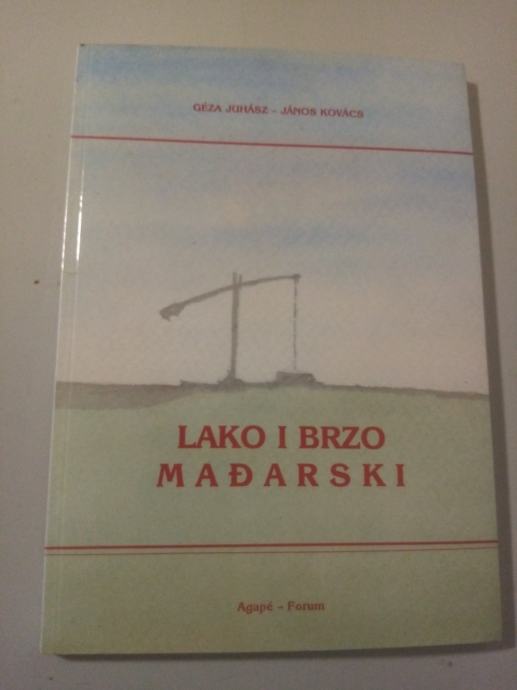 GÉZA JUHÁSZ – JÁNOS KOVÁCS
LAKO I BRZO
MAĐARSKI
Agapé – Forum